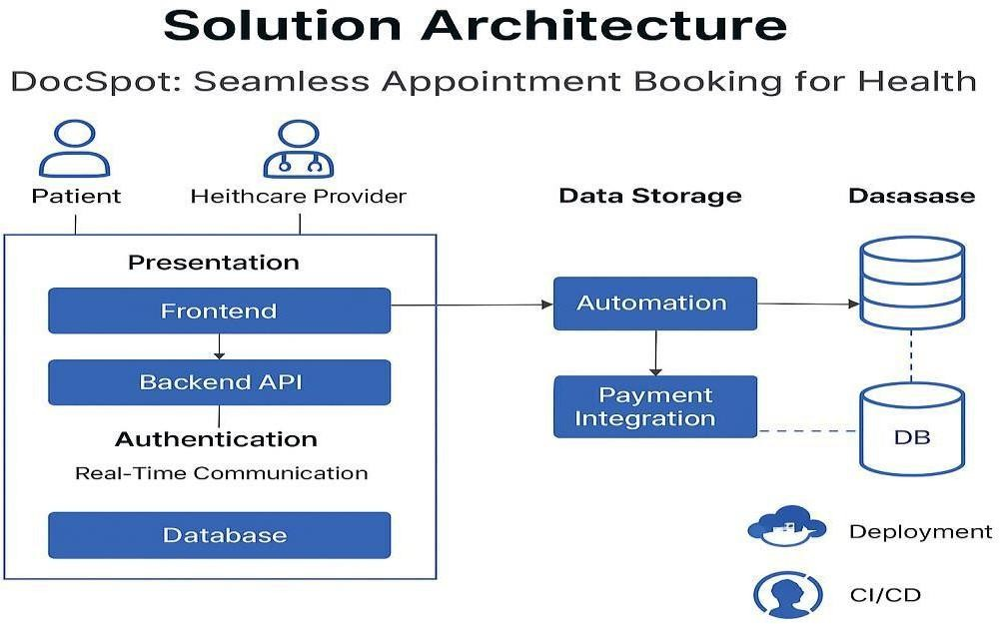 Solution Architecture
DocSpot: Seamless Appointment Booking for Health
Patient
Heithcare Provider
Data Storage
Dasasase
Presentation
Frontend
Backend API
Authentication
Real-Time Communication
Database
Automation
Payment
Integration
DB
Deployment
CI/CD